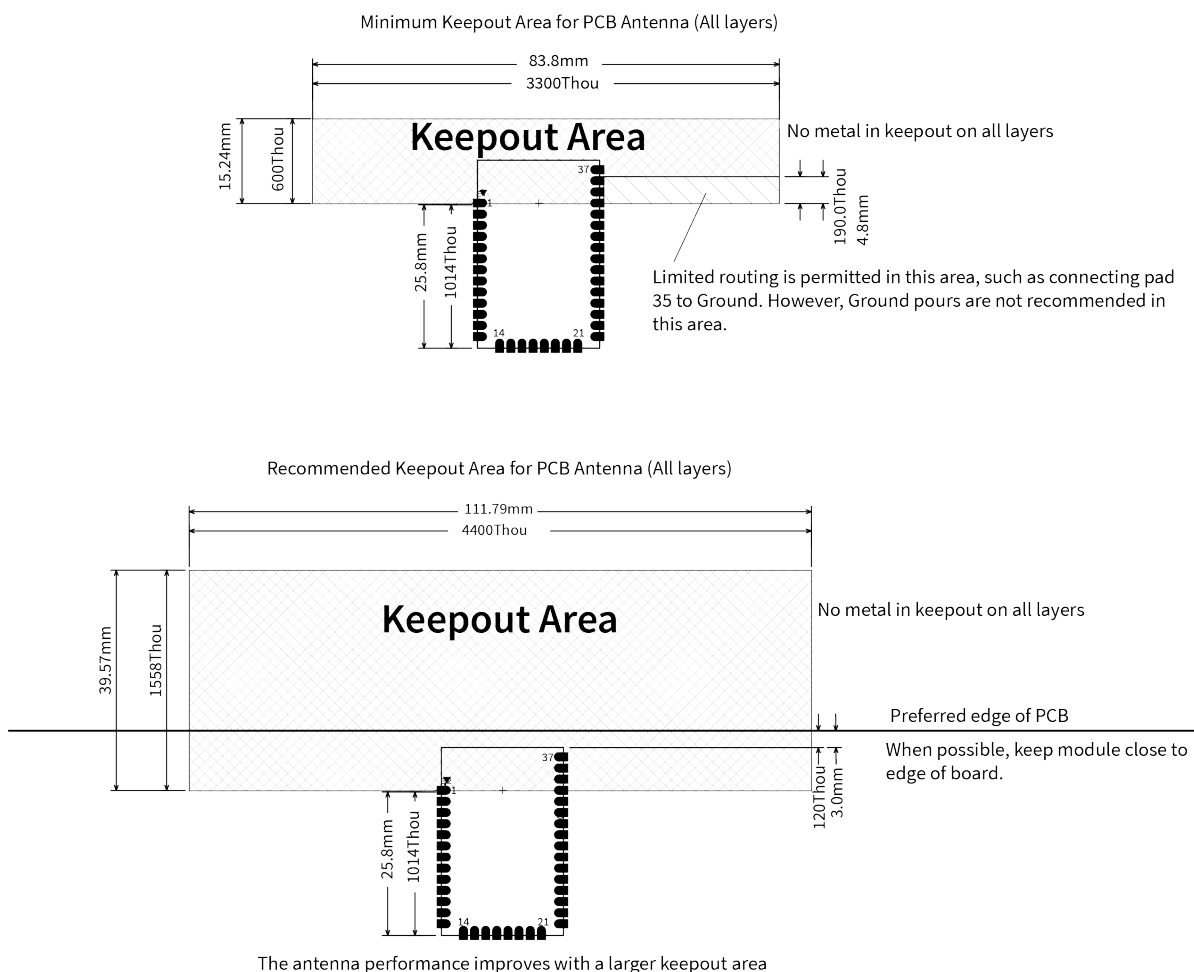 Minimum Keepout Area for PCB Antenna (All layers)
83.8mm
3300Thou
Keepout Area
No metal in keepout on all layers
15.24mm
600Thou
37
1
190.0Thou
4.8mm
25.8mm
1014Thou
Limited routing is permitted in this area, such as connecting pad
35 to Ground. However, Ground pours are not recommended in
this area.
14
21
Recommended Keepout Area for PCB Antenna (All layers)
111.79mm
4400Thou
Keepout Area
No metal in keepout on all layers
39.57mm
1558Thou
Preferred edge of PCB
When possible, keep module close to
edge of board.
37
1
120Thou
3.0mm
25.8mm
1014Thou
14
21
The antenna performance improves with a larger keepout area